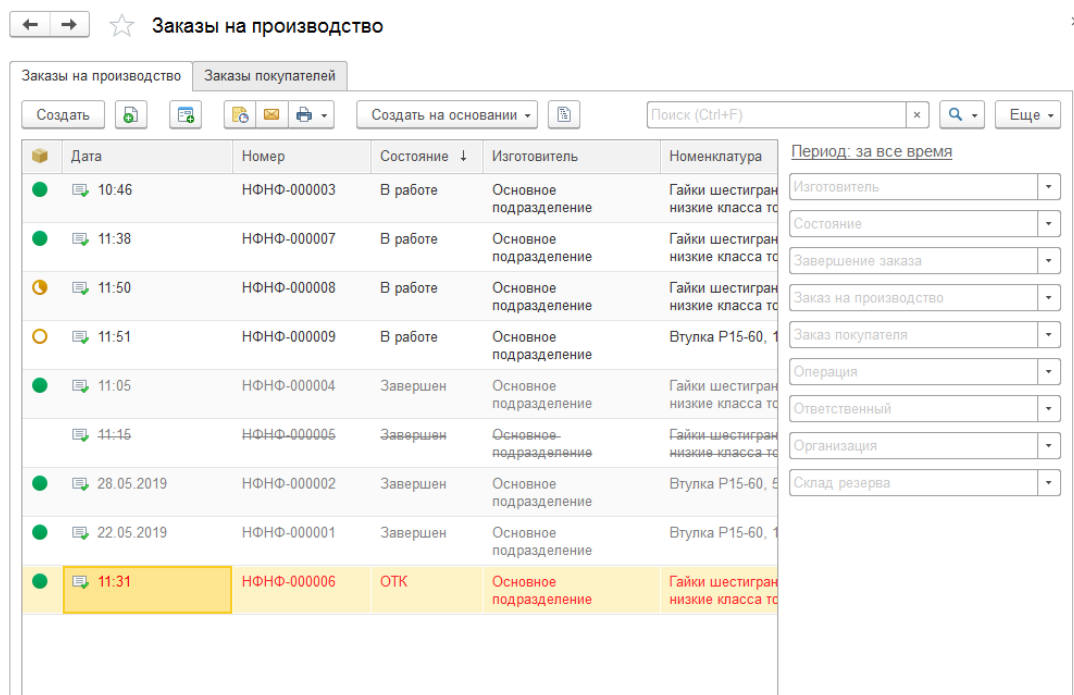 Заказы на производство
Заказы на производство Заказы покупателей
Создать Создать на основании Поиск (Ctrl+F) × Еще
Дата Номер Состояние ↓ Изготовитель Номенклатура
Период: за все время
10:46 НФНФ-000003 В работе Основное подразделение Гайки шестигран низкие класса то
11:38 НФНФ-000007 В работе Основное подразделение Гайки шестигран низкие класса то
11:50 НФНФ-000008 В работе Основное подразделение Гайки шестигран низкие класса то
11:51 НФНФ-000009 В работе Основное подразделение Втулка Р15-60, 1
11:05 НФНФ-000004 Завершен Основное подразделение Гайки шестигран низкие класса то
11:15 НФНФ-000005 Завершен Основное подразделение Гайки шестигран низкие класса то
28.05.2019 НФНФ-000002 Завершен Основное подразделение Втулка Р15-60, 5
22.05.2019 НФНФ-000001 Завершен Основное подразделение Втулка Р15-60, 1
11:31 НФНФ-000006 ОТК Основное подразделение Гайки шестигран низкие класса то
Изготовитель
Состояние
Завершение заказа
Заказ на производство
Заказ покупателя
Операция
Ответственный
Организация
Склад резерва